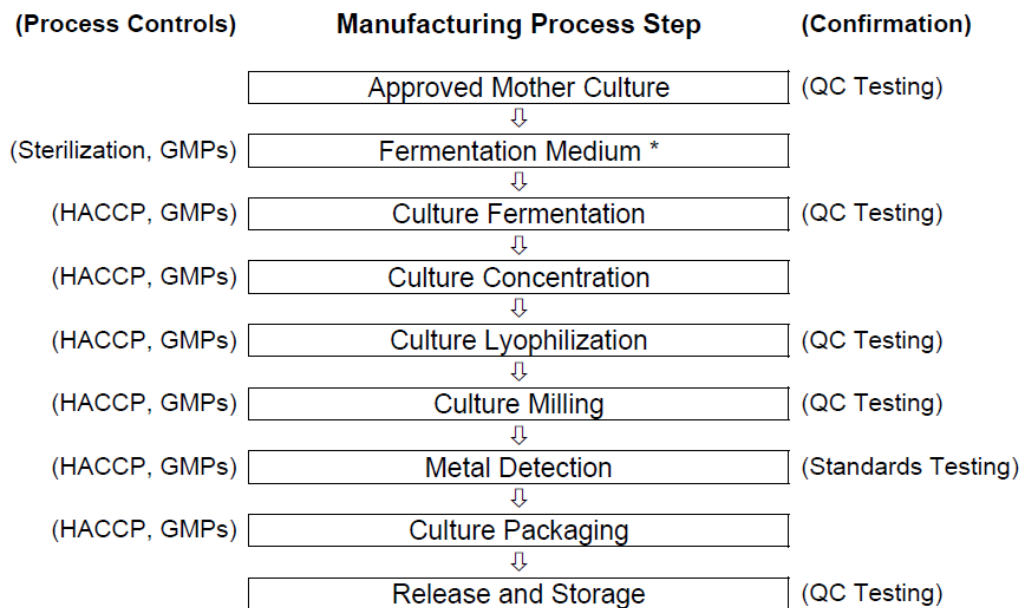 (Process Controls) Manufacturing Process Step (Confirmation)
Approved Mother Culture (QC Testing)
(Sterilization, GMPs) Fermentation Medium *
(HACCP, GMPs) Culture Fermentation (QC Testing)
(HACCP, GMPs) Culture Concentration
(HACCP, GMPs) Culture Lyophilization (QC Testing)
(HACCP, GMPs) Culture Milling (QC Testing)
(HACCP, GMPs) Metal Detection (Standards Testing)
(HACCP, GMPs) Culture Packaging
Release and Storage (QC Testing)